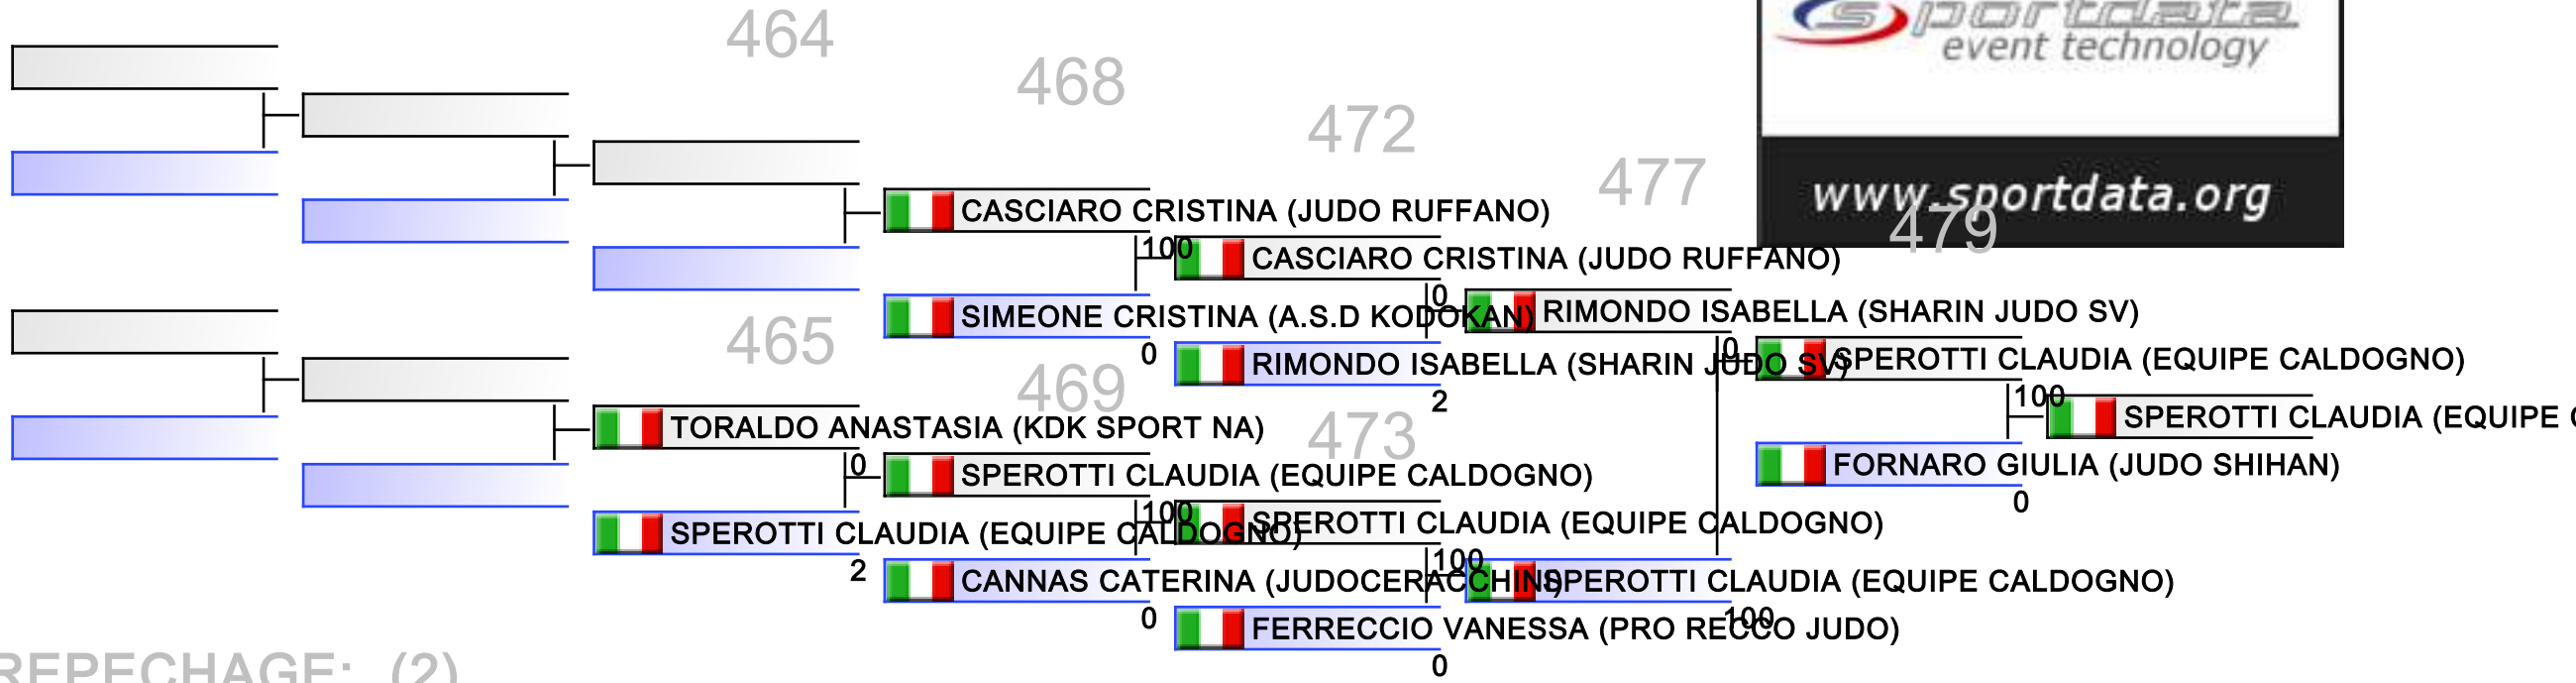 464
sportdata
event technology
468
472
477
www.sportdata.org
479
CASCIARO CRISTINA (JUDO RUFFANO)
100
CASCIARO CRISTINA (JUDO RUFFANO)
0
SIMEONE CRISTINA (A.S.D KODOKAN)
0
RIMONDO ISABELLA (SHARIN JUDO SV)
0
RIMONDO ISABELLA (SHARIN JUDO SV)
2
SPEROTTI CLAUDIA (EQUIPE CALDOGNO)
100
SPEROTTI CLAUDIA (EQUIPE
465
469
473
TORALDO ANASTASIA (KDK SPORT NA)
0
SPEROTTI CLAUDIA (EQUIPE CALDOGNO)
100
FORNARO GIULIA (JUDO SHIHAN)
0
SPEROTTI CLAUDIA (EQUIPE CALDOGNO)
2
SPEROTTI CLAUDIA (EQUIPE CALDOGNO)
100
CANNAS CATERINA (JUDOCERACCHINI)
0
SPEROTTI CLAUDIA (EQUIPE CALDOGNO)
100
FERRECCIO VANESSA (PRO RECCO JUDO)
0
REPECHAGE: (2)